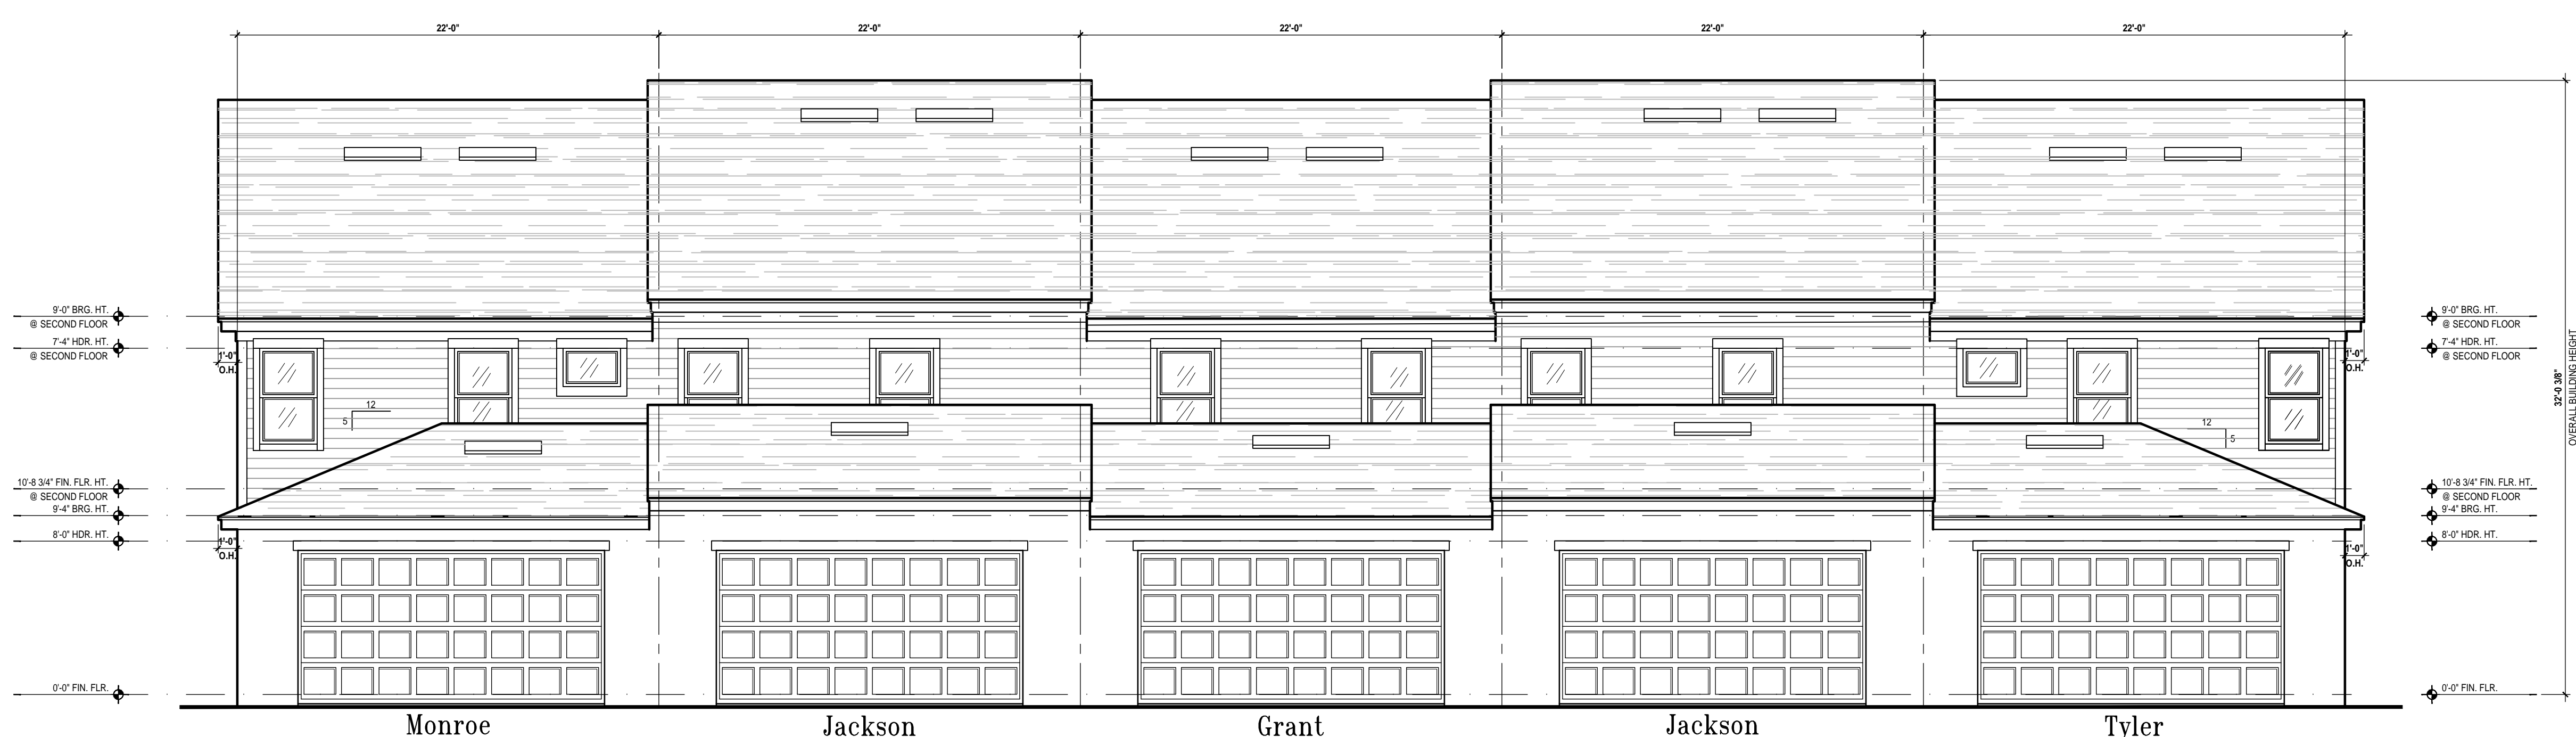 22'-0" 22'-0" 22'-0" 22'-0" 22'-0"
9'-0" BRG. HT.
@ SECOND FLOOR
7'-4" HDR. HT.
@ SECOND FLOOR
1'-0"
O.H.
12
5
10'-8 3/4" FIN. FLR. HT.
@ SECOND FLOOR
9'-4" BRG. HT.
8'-0" HDR. HT.
1'-0"
O.H.
0'-0" FIN. FLR.
9'-0" BRG. HT.
@ SECOND FLOOR
7'-4" HDR. HT.
@ SECOND FLOOR
1'-0"
O.H.
12
5
10'-8 3/4" FIN. FLR. HT.
@ SECOND FLOOR
9'-4" BRG. HT.
8'-0" HDR. HT.
1'-0"
O.H.
0'-0" FIN. FLR.
32'-0 3/8"
OVERALL BUILDING HEIGHT
Monroe Jackson Grant Jackson Tyler